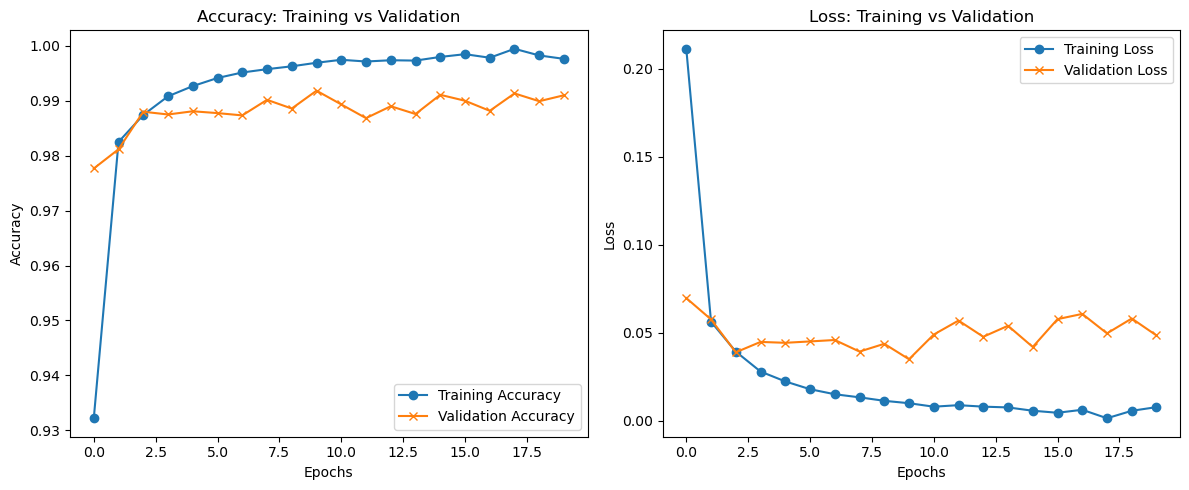 Accuracy: Training vs Validation
1.00
0.99
0.98
0.97
0.96
0.95
0.94
0.93
Accuracy
0.0 2.5 5.0 7.5 10.0 12.5 15.0 17.5
Epochs
Training Accuracy
Validation Accuracy
Loss: Training vs Validation
0.20
0.15
0.10
0.05
0.00
Loss
0.0 2.5 5.0 7.5 10.0 12.5 15.0 17.5
Epochs
Training Loss
Validation Loss